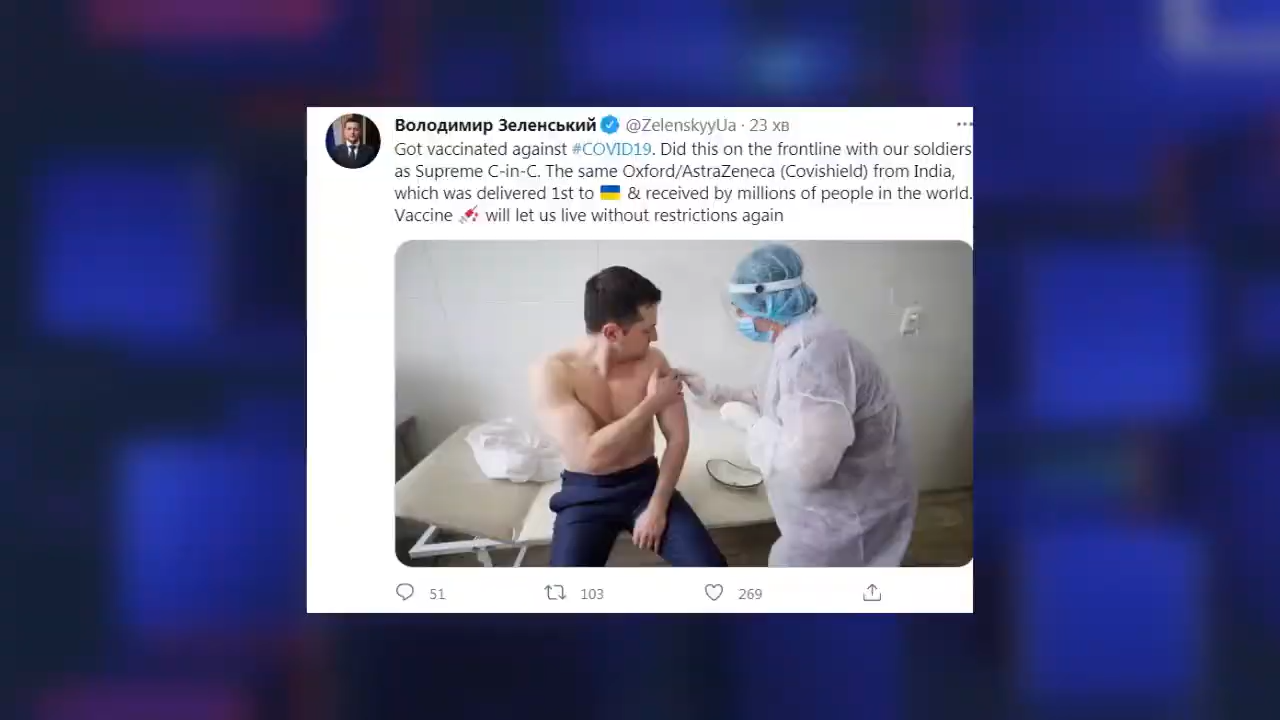 Володимир Зеленський @ZelenskyyUa · 23 хв
Got vaccinated against #COVID19. Did this on the frontline with our soldiers
as Supreme C-in-C. The same Oxford/AstraZeneca (Covishield) from India,
which was delivered 1st to 🇺🇦 & received by millions of people in the world.
Vaccine 💉 will let us live without restrictions again
51 103 269